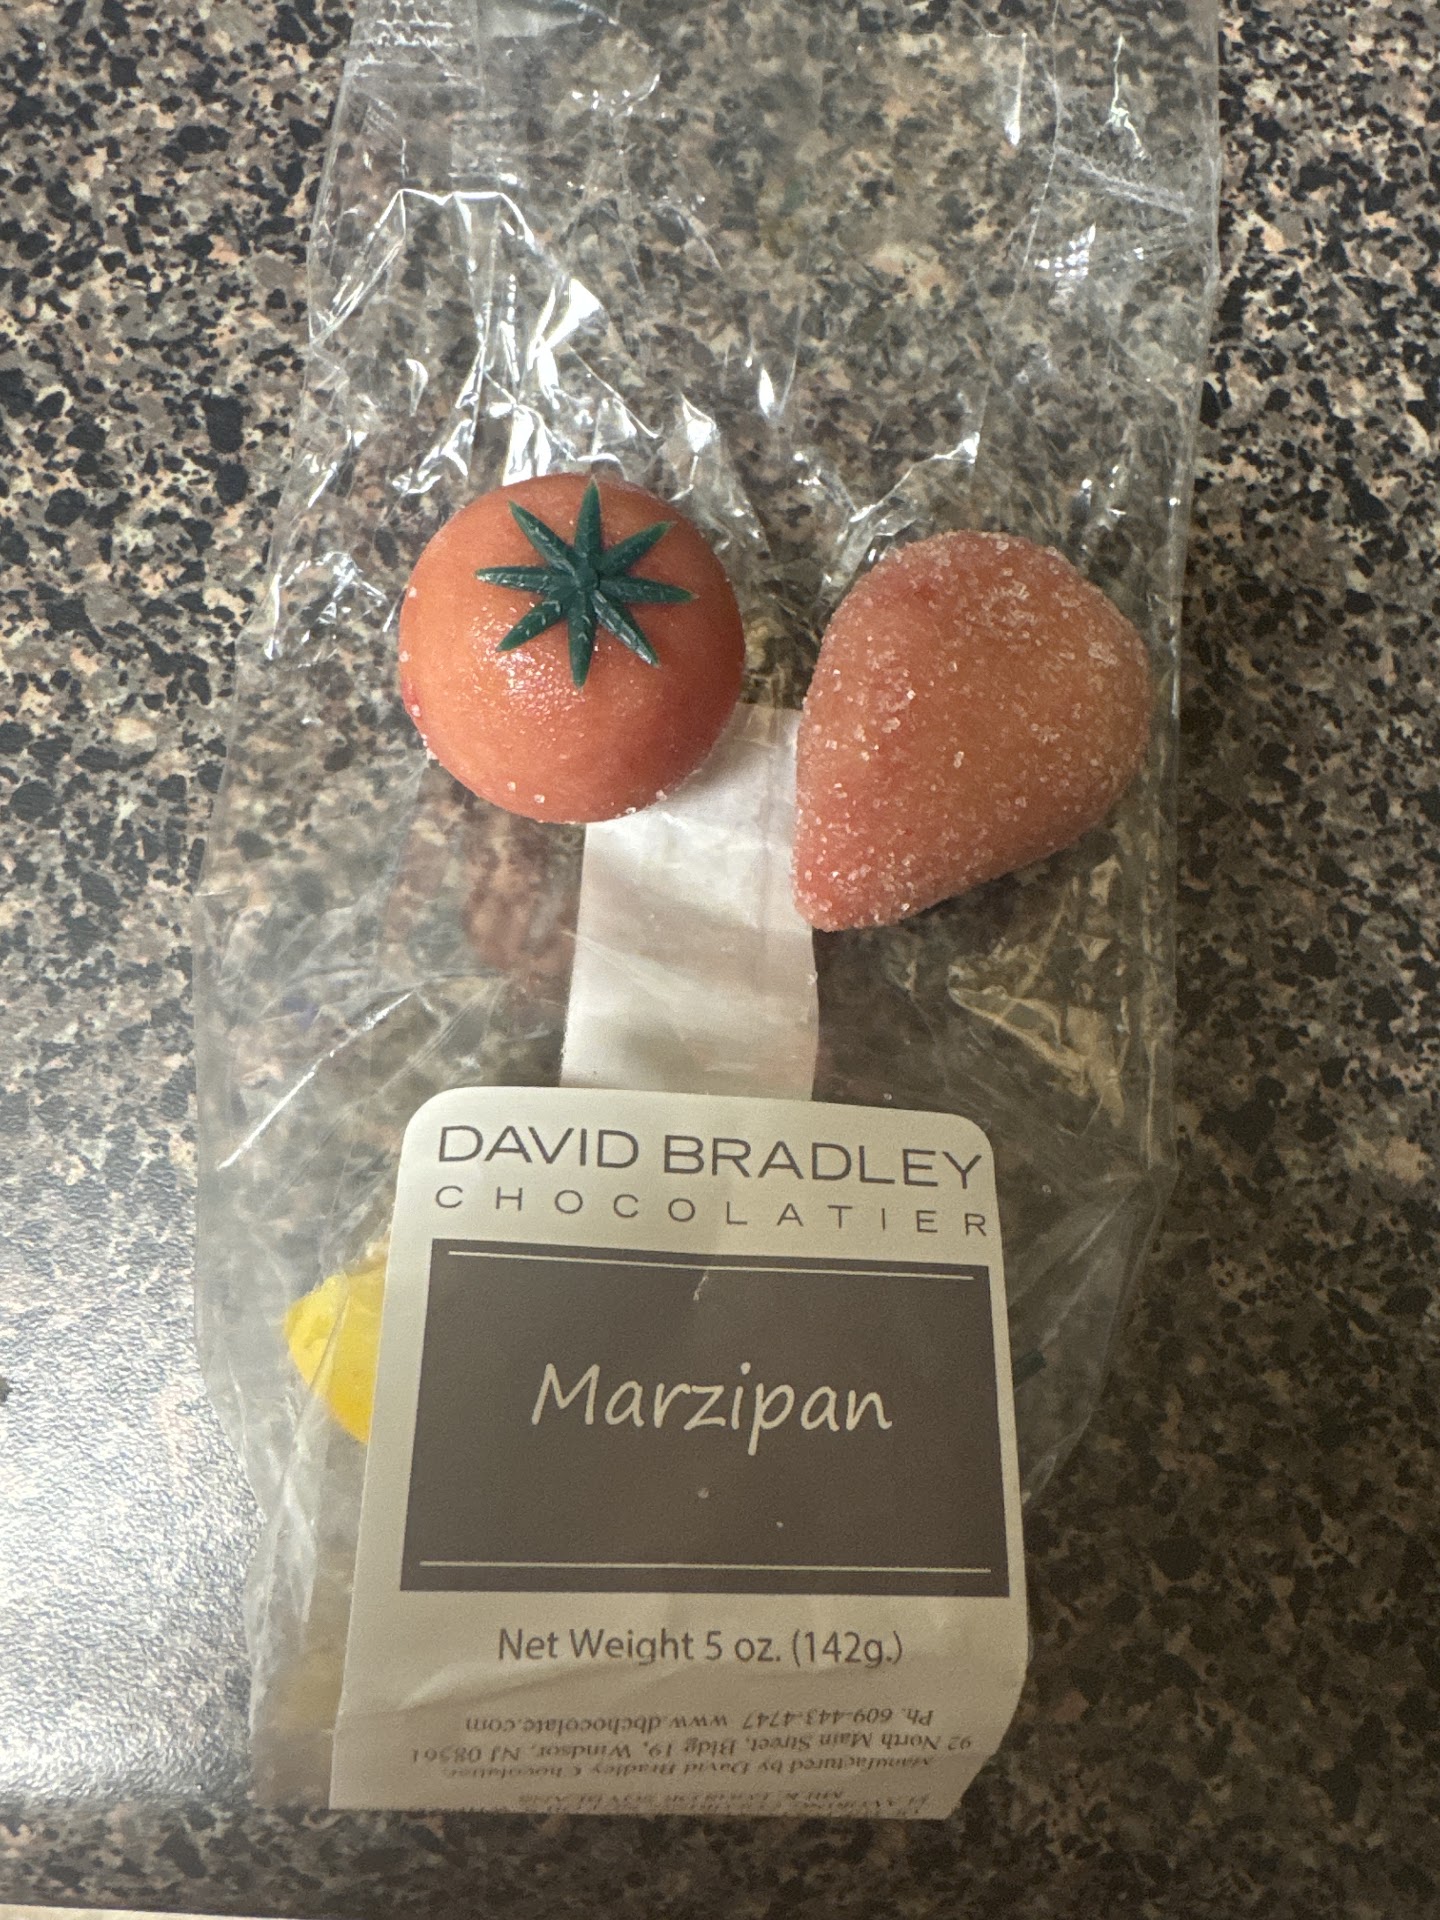 DAVID BRADLEY
CHOCOLATIER
Marzipan
Net Weight 5 oz. (142g.)
Manufactured by David Bradley Chocolatier,
92 North Main Street, Bldg 19, Windsor, NJ 08561
Ph. 609-443-4747 www.dbchocolate.com